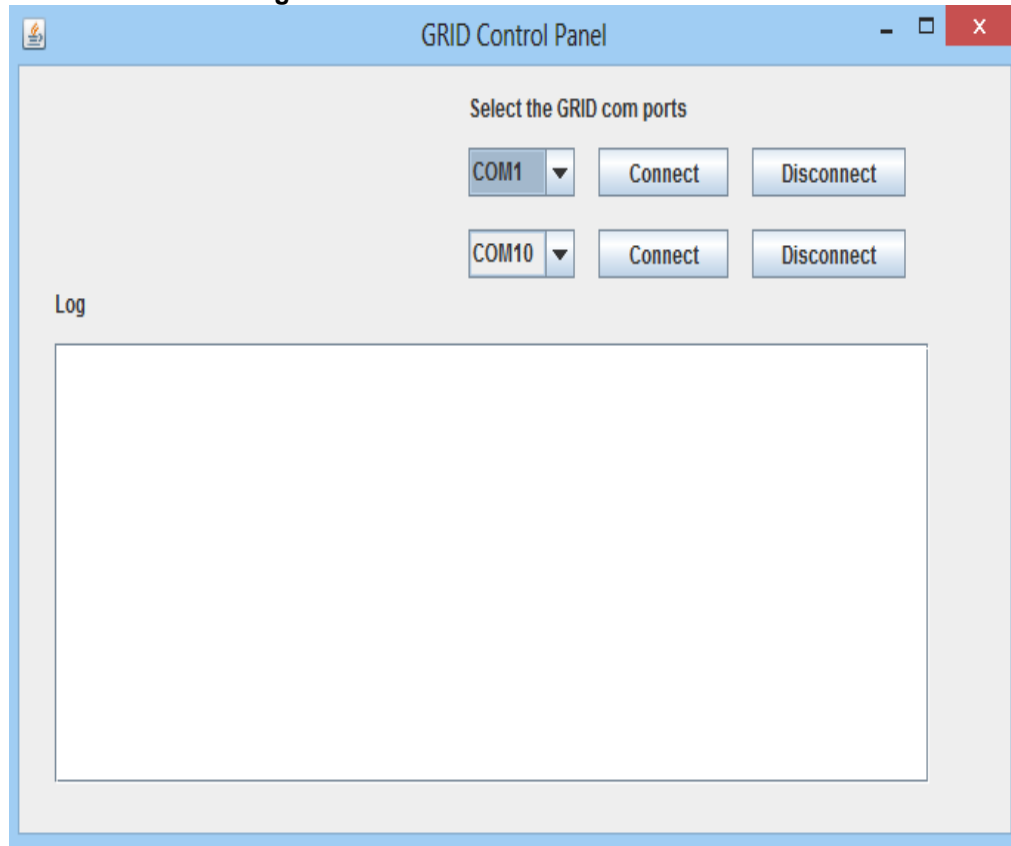 GRID Control Panel
Select the GRID com ports
COM1 Connect Disconnect
COM10 Connect Disconnect
Log